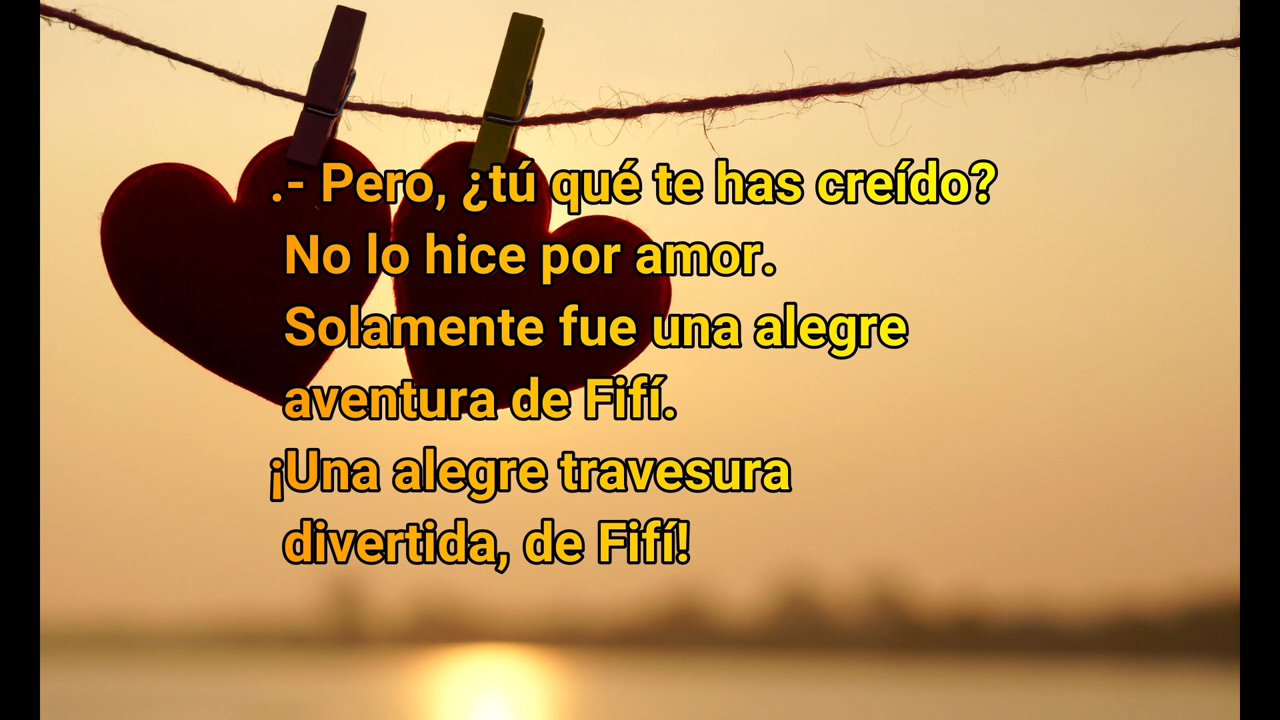 .- Pero, ¿tú qué te has creído?
No lo hice por amor.
Solamente fue una alegre
aventura de Fifí.
¡Una alegre travesura
divertida, de Fifí!